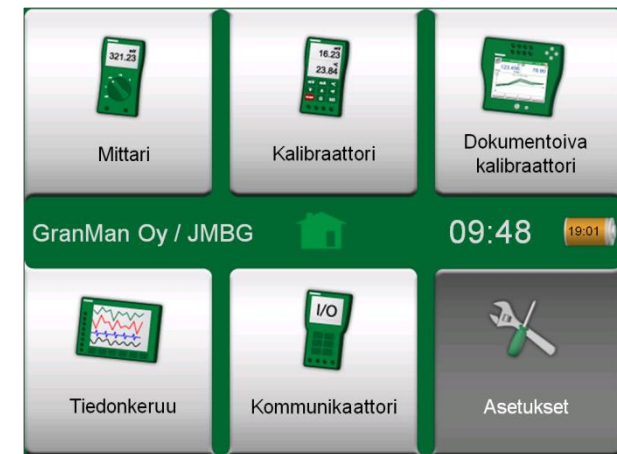 321.23
16.23
23.84
Mittari
Kalibraattori
Dokumentoiva
kalibraattori
GranMan Oy / JMBG
09:48
19:01
I/O
Tiedonkeruu
Kommunikaattori
Asetukset